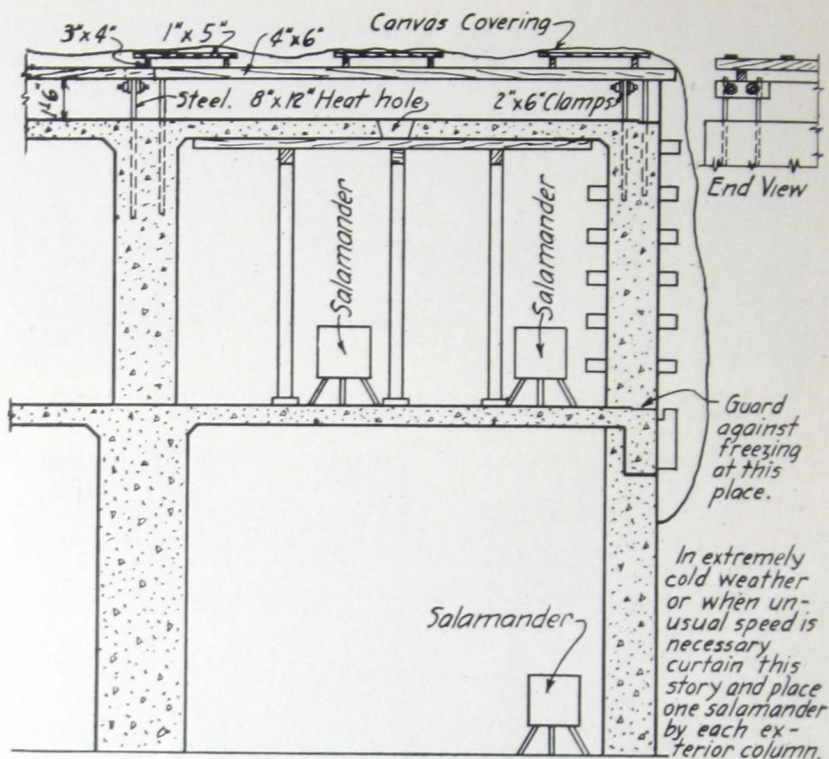 Canvas Covering
3"x4"
1"x5"
4"x6"
1'6"
Steel.
8"x12" Heat hole
2"x6" Clamps
End View
Salamander
Salamander
Guard
against
freezing
at this
place.
Salamander
In extremely
cold weather
or when un-
usual speed is
necessary
curtain this
story and place
one salamander
by each ex-
terior column.